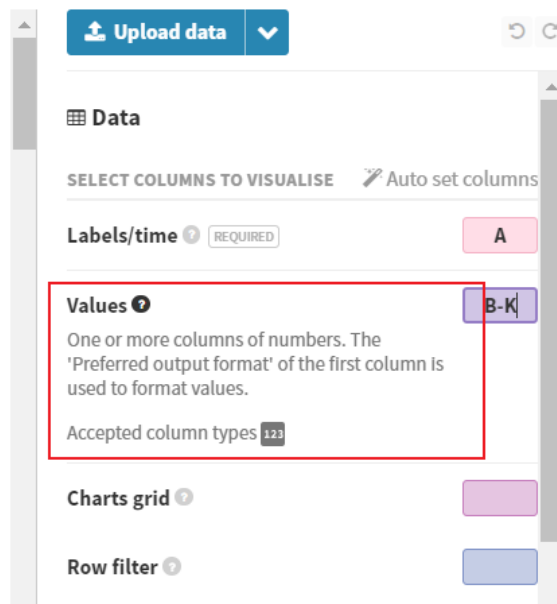 Upload data
Data
SELECT COLUMNS TO VISUALISE Auto set columns
Labels/time ? REQUIRED A
Values ? B-K
One or more columns of numbers. The
'Preferred output format' of the first column is
used to format values.
Accepted column types 123
Charts grid ?
Row filter ?